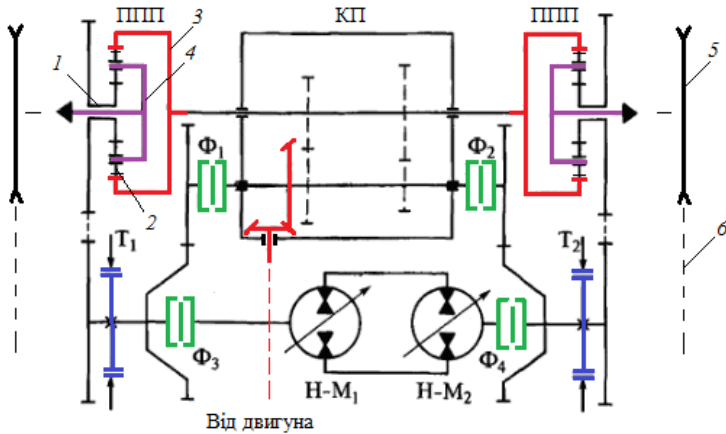 ППП 3 КП ППП
1 4 5
Ф₁ Ф₂
2
Т₁ Т₂ 6
Ф₃ Ф₄
Н-М₁ Н-М₂
Від двигуна